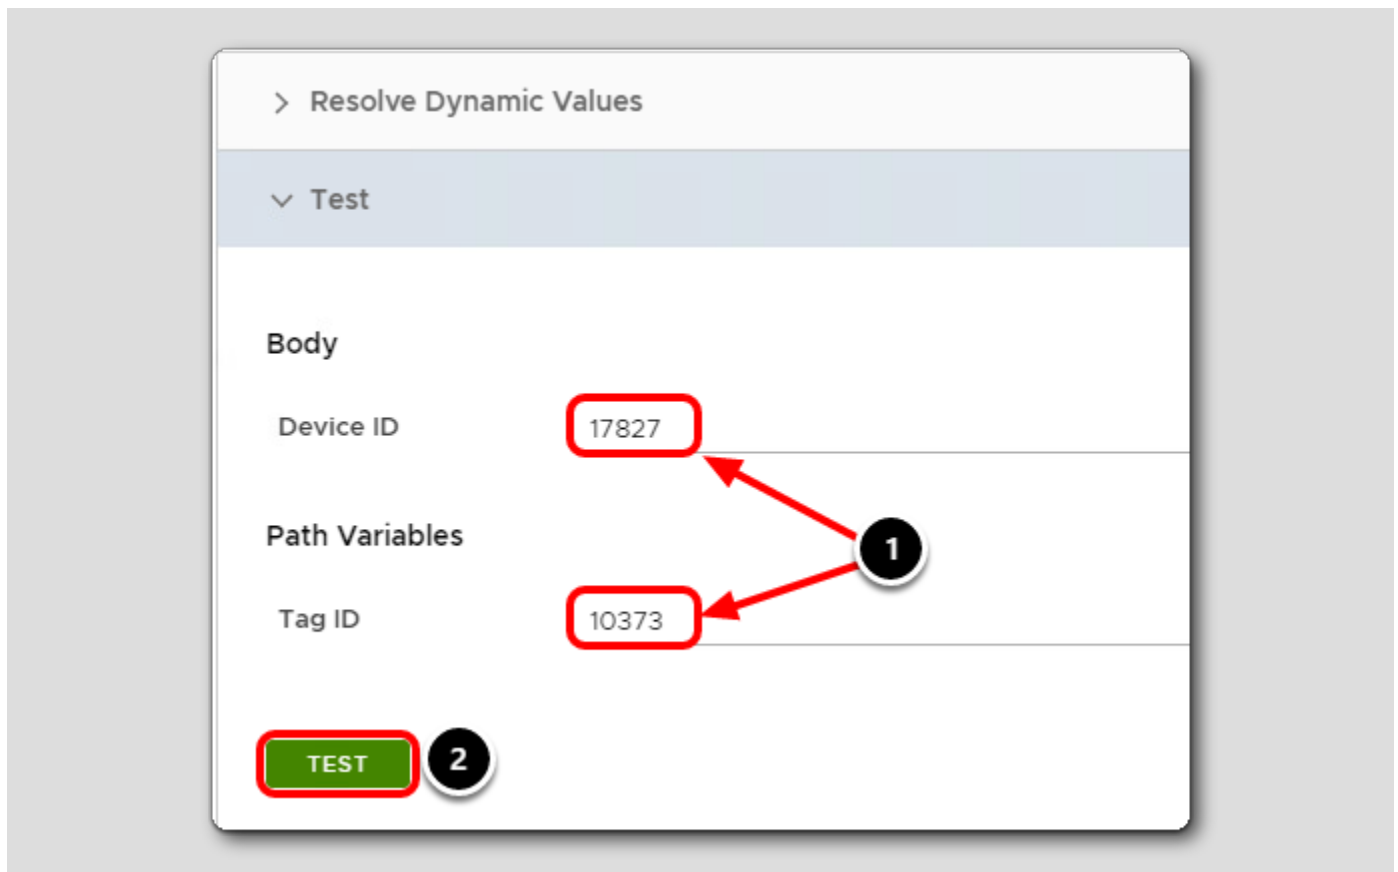 Resolve Dynamic Values
Test
Body
Device ID 17827
Path Variables
1
Tag ID 10373
TEST 2